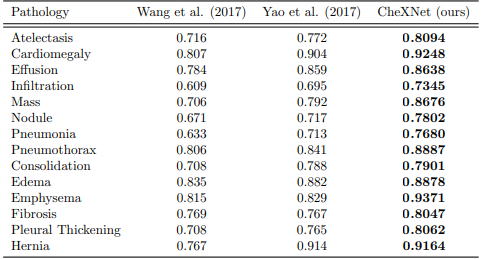 Pathology Wang et al. (2017) Yao et al. (2017) CheXNet (ours)
Atelectasis 0.716 0.772 0.8094
Cardiomegaly 0.807 0.904 0.9248
Effusion 0.784 0.859 0.8638
Infiltration 0.609 0.695 0.7345
Mass 0.706 0.792 0.8676
Nodule 0.671 0.717 0.7802
Pneumonia 0.633 0.713 0.7680
Pneumothorax 0.806 0.841 0.8887
Consolidation 0.708 0.788 0.7901
Edema 0.835 0.882 0.8878
Emphysema 0.815 0.829 0.9371
Fibrosis 0.769 0.767 0.8047
Pleural Thickening 0.708 0.765 0.8062
Hernia 0.767 0.914 0.9164